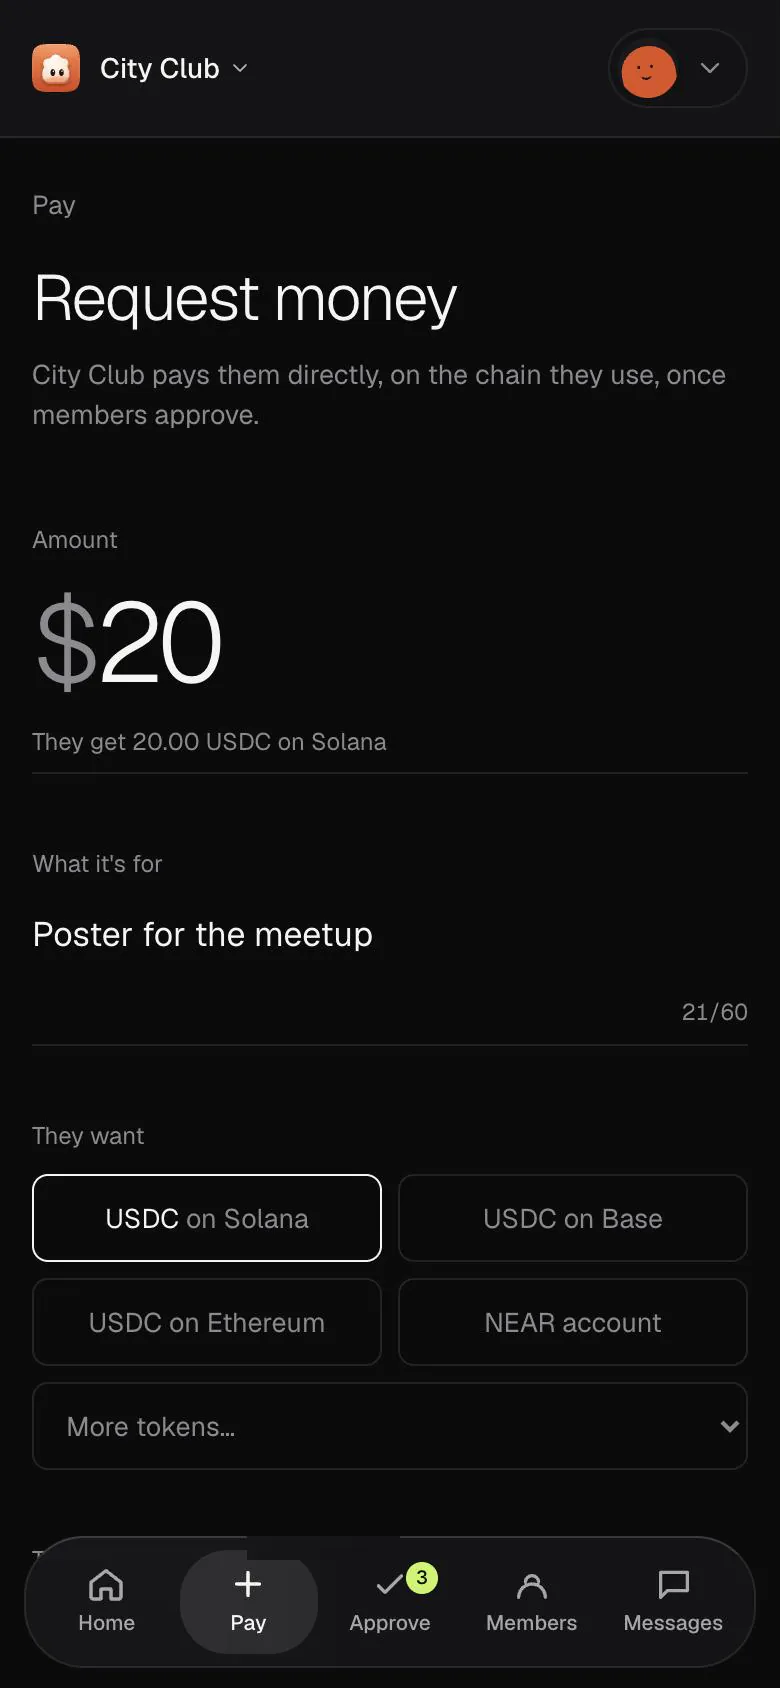 City Club
Pay
Request money
City Club pays them directly, on the chain they use, once
members approve.
Amount
$20
They get 20.00 USDC on Solana
What it's for
Poster for the meetup
21/60
They want
USDC on Solana
USDC on Base
USDC on Ethereum
NEAR account
More tokens…
Home
Pay
3
Approve
Members
Messages